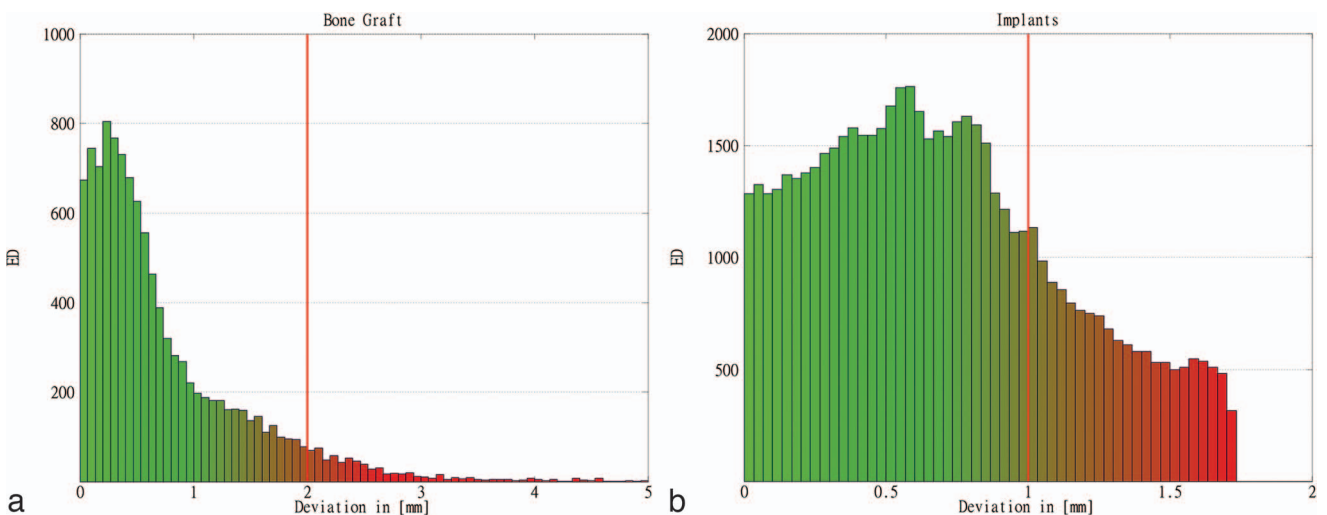 Bone Graft
1000
800
600
400
200
ED
0 1 2 3 4 5
Deviation in [mm]
a
Implants
2000
1500
1000
500
ED
0 0.5 1 1.5 2
Deviation in [mm]
b